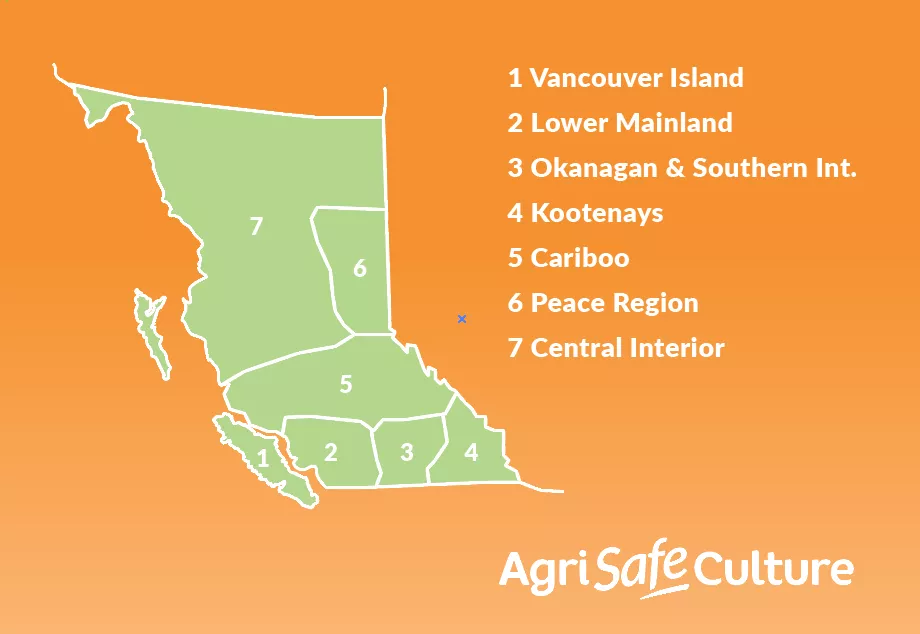 1 Vancouver Island
2 Lower Mainland
3 Okanagan & Southern Int.
4 Kootenays
5 Cariboo
6 Peace Region
7 Central Interior
7
6
5
1
2
3
4
AgriSafeCulture